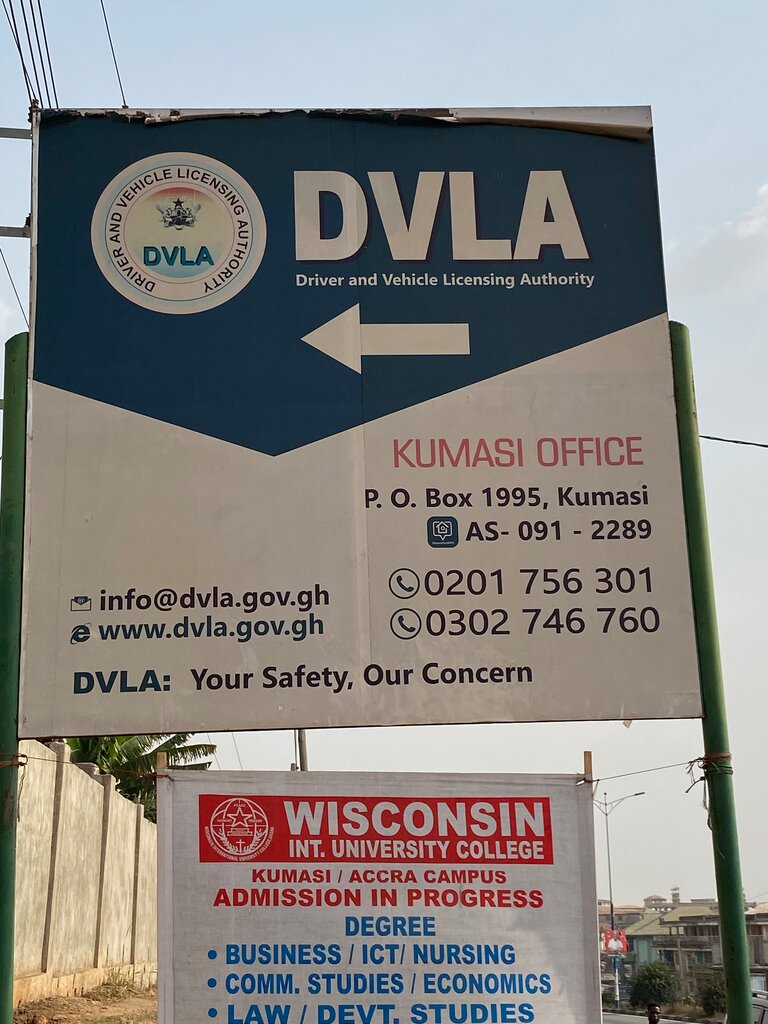 DRIVER AND VEHICLE LICENSING AUTHORITY
DVLA
DVLA
Driver and Vehicle Licensing Authority
KUMASI OFFICE
P. O. Box 1995, Kumasi
AS- 091 - 2289
info@dvla.gov.gh
0201 756 301
www.dvla.gov.gh
0302 746 760
DVLA: Your Safety, Our Concern
WISCONSIN
INT. UNIVERSITY COLLEGE
KUMASI / ACCRA CAMPUS
ADMISSION IN PROGRESS
DEGREE
• BUSINESS / ICT/ NURSING
• COMM. STUDIES / ECONOMICS
• LAW / DEVT. STUDIES